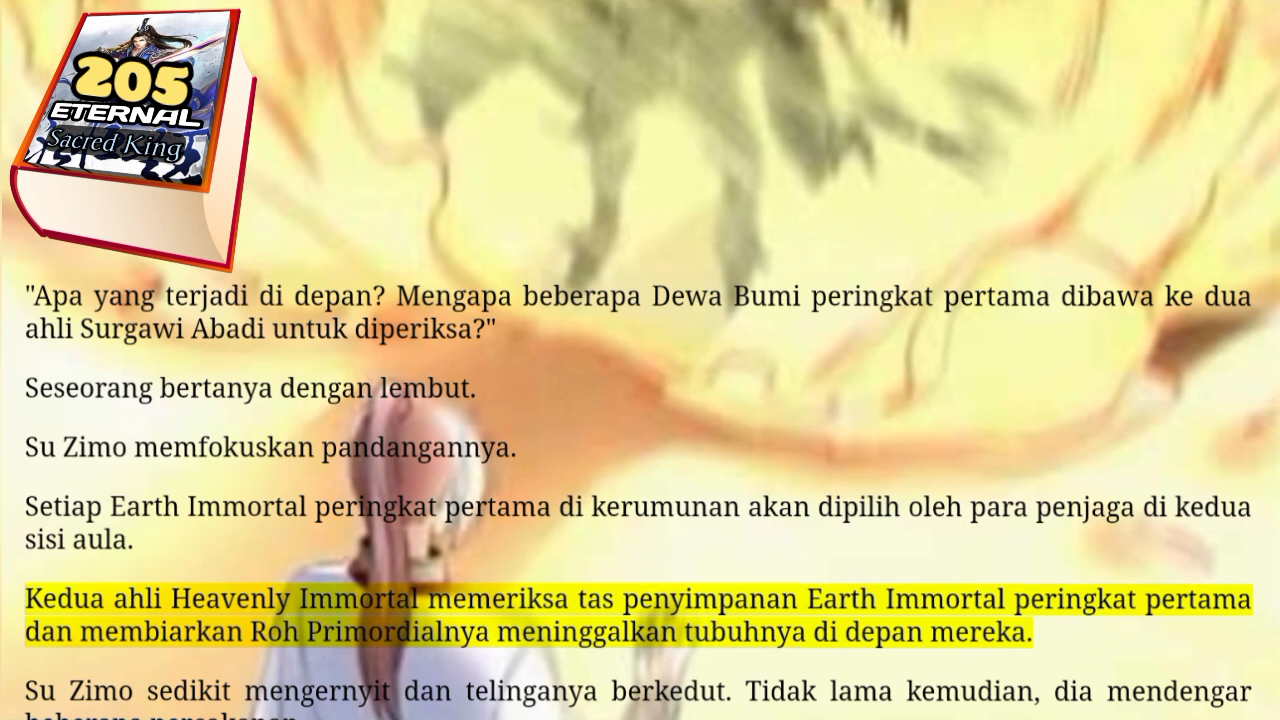 205
ETERNAL
Sacred King
"Apa yang terjadi di depan? Mengapa beberapa Dewa Bumi peringkat pertama dibawa ke dua
ahli Surgawi Abadi untuk diperiksa?"
Seseorang bertanya dengan lembut.
Su Zimo memfokuskan pandangannya.
Setiap Earth Immortal peringkat pertama di kerumunan akan dipilih oleh para penjaga di kedua
sisi aula.
Kedua ahli Heavenly Immortal memeriksa tas penyimpanan Earth Immortal peringkat pertama
dan membiarkan Roh Primordialnya meninggalkan tubuhnya di depan mereka.
Su Zimo sedikit mengernyit dan telinganya berkedut. Tidak lama kemudian, dia mendengar